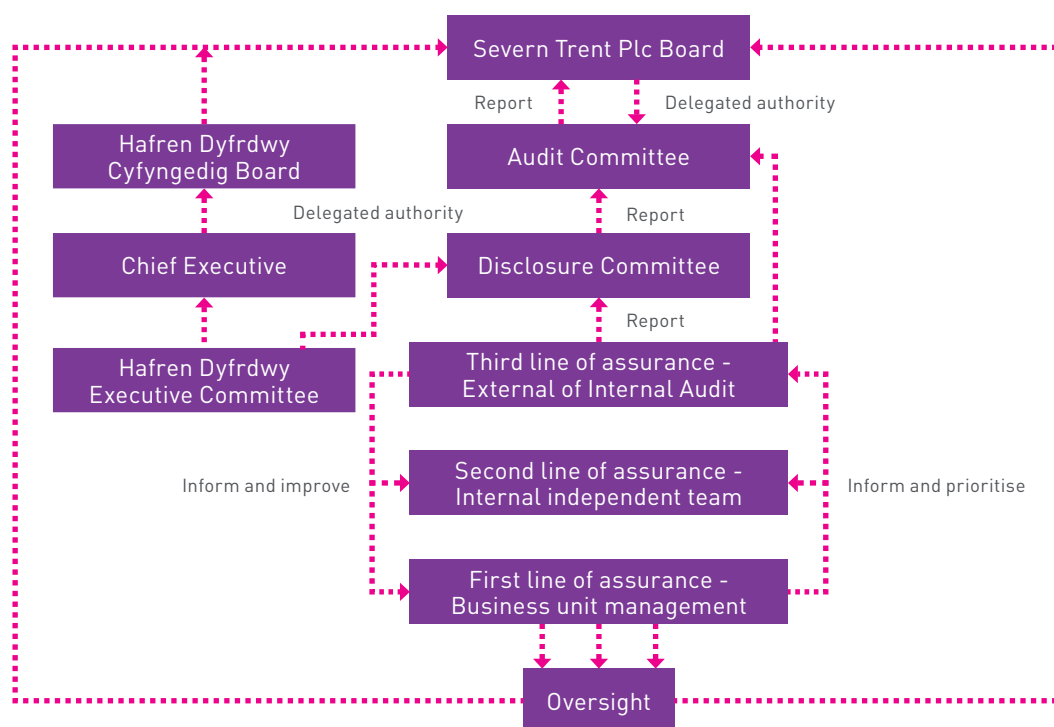 Severn Trent Plc Board
Report
Delegated authority
Hafren Dyfrdwy
Cyfyngedig Board
Audit Committee
Delegated authority
Report
Chief Executive
Disclosure Committee
Report
Hafren Dyfrdwy
Executive Committee
Third line of assurance -
External of Internal Audit
Inform and improve
Second line of assurance -
Internal independent team
Inform and prioritise
First line of assurance -
Business unit management
Oversight